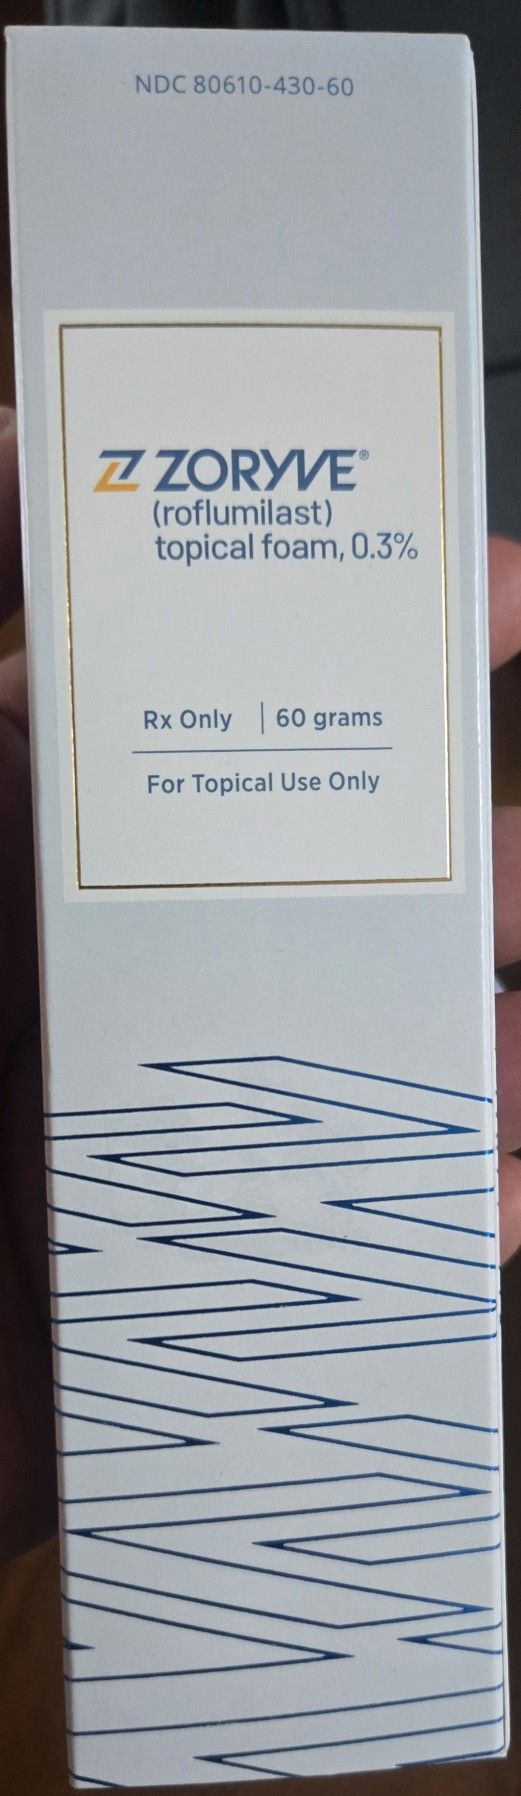 NDC 80610-430-60
ZORYVE®
(roflumilast)
topical foam, 0.3%
Rx Only | 60 grams
For Topical Use Only